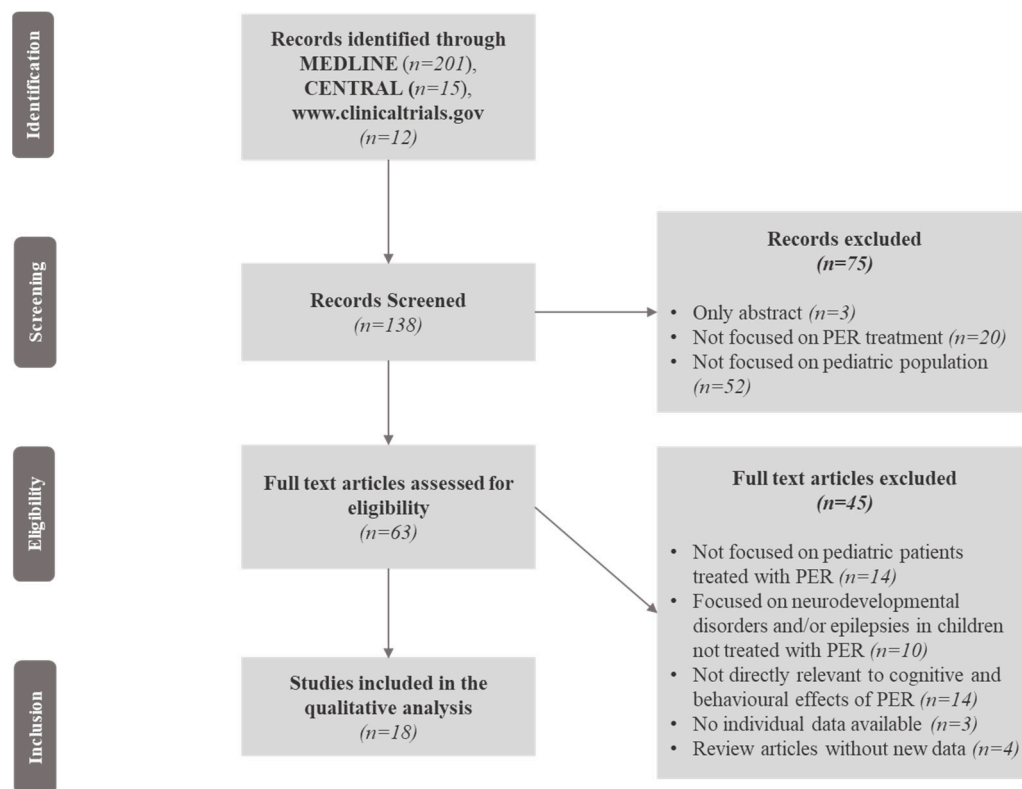 Identification
Records identified through
MEDLINE (n=201),
CENTRAL (n=15),
www.clinicaltrials.gov
(n=12)
Screening
Records Screened
(n=138)
Records excluded
(n=75)
• Only abstract (n=3)
• Not focused on PER treatment (n=20)
• Not focused on pediatric population
(n=52)
Eligibility
Full text articles assessed for
eligibility
(n=63)
Full text articles excluded
(n=45)
• Not focused on pediatric patients
treated with PER (n=14)
• Focused on neurodevelopmental
disorders and/or epilepsies in children
not treated with PER (n=10)
• Not directly relevant to cognitive and
behavioural effects of PER (n=14)
• No individual data available (n=3)
• Review articles without new data (n=4)
Inclusion
Studies included in the
qualitative analysis
(n=18)